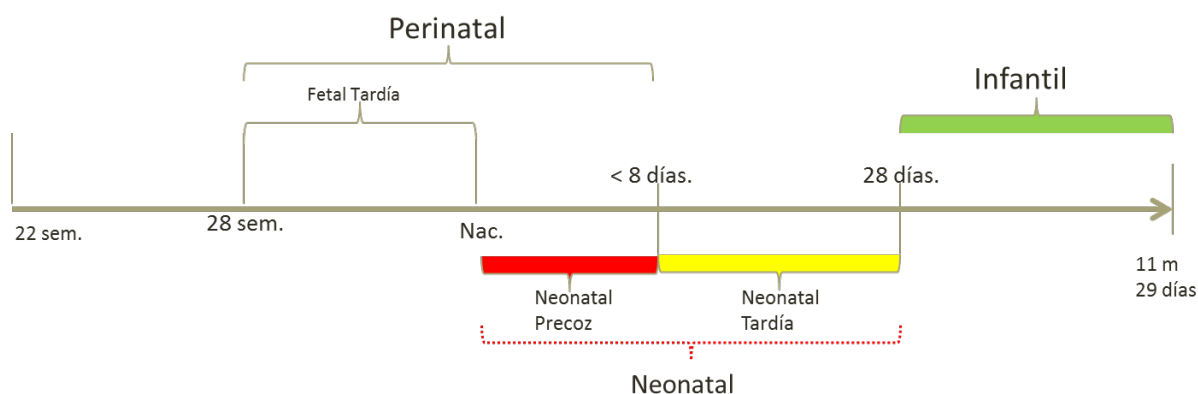 Perinatal
Infantil
Fetal Tardía
< 8 días.
28 días.
22 sem.
28 sem.
Nac.
11 m
29 días
Neonatal
Precoz
Neonatal
Tardía
Neonatal